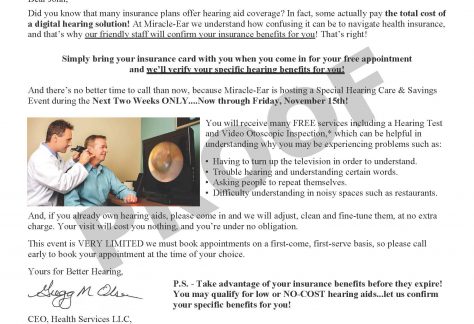 Dear John,
Did you know that many insurance plans offer hearing aid coverage? In fact, some actually pay the total cost of
a digital hearing solution! At Miracle-Ear we understand how confusing it can be to navigate health insurance,
and that's why our friendly staff will confirm your insurance benefits for you! That's right!
Simply bring your insurance card with you when you come in for your free appointment
and we'll verify your specific hearing benefits for you!
And there's no better time to call than now, because Miracle-Ear is hosting a Special Hearing Care & Savings
Event during the Next Two Weeks ONLY....Now through Friday, November 15th!
You will receive many FREE services including a Hearing Test
and Video Otoscopic Inspection,* which can be helpful in
understanding why you may be experiencing problems such as:
• Having to turn up the television in order to understand.
• Trouble hearing and understanding certain words.
• Asking people to repeat themselves.
• Difficulty understanding in noisy spaces such as restaurants.
And, if you already own hearing aids, please come in and we will adjust, clean and fine-tune them, at no extra
charge. Your visit will cost you nothing, and you're under no obligation.
This event is VERY LIMITED we must book appointments on a first-come, first-serve basis, so please call
early to book your appointment at the time of your choice.
Yours for Better Hearing,
P.S. - Take advantage of your insurance benefits before they expire!
You may qualify for low or NO-COST hearing aids...let us confirm
your specific benefits for you!
Gregg M. Olsen
CEO, Health Services LLC,
PROOF